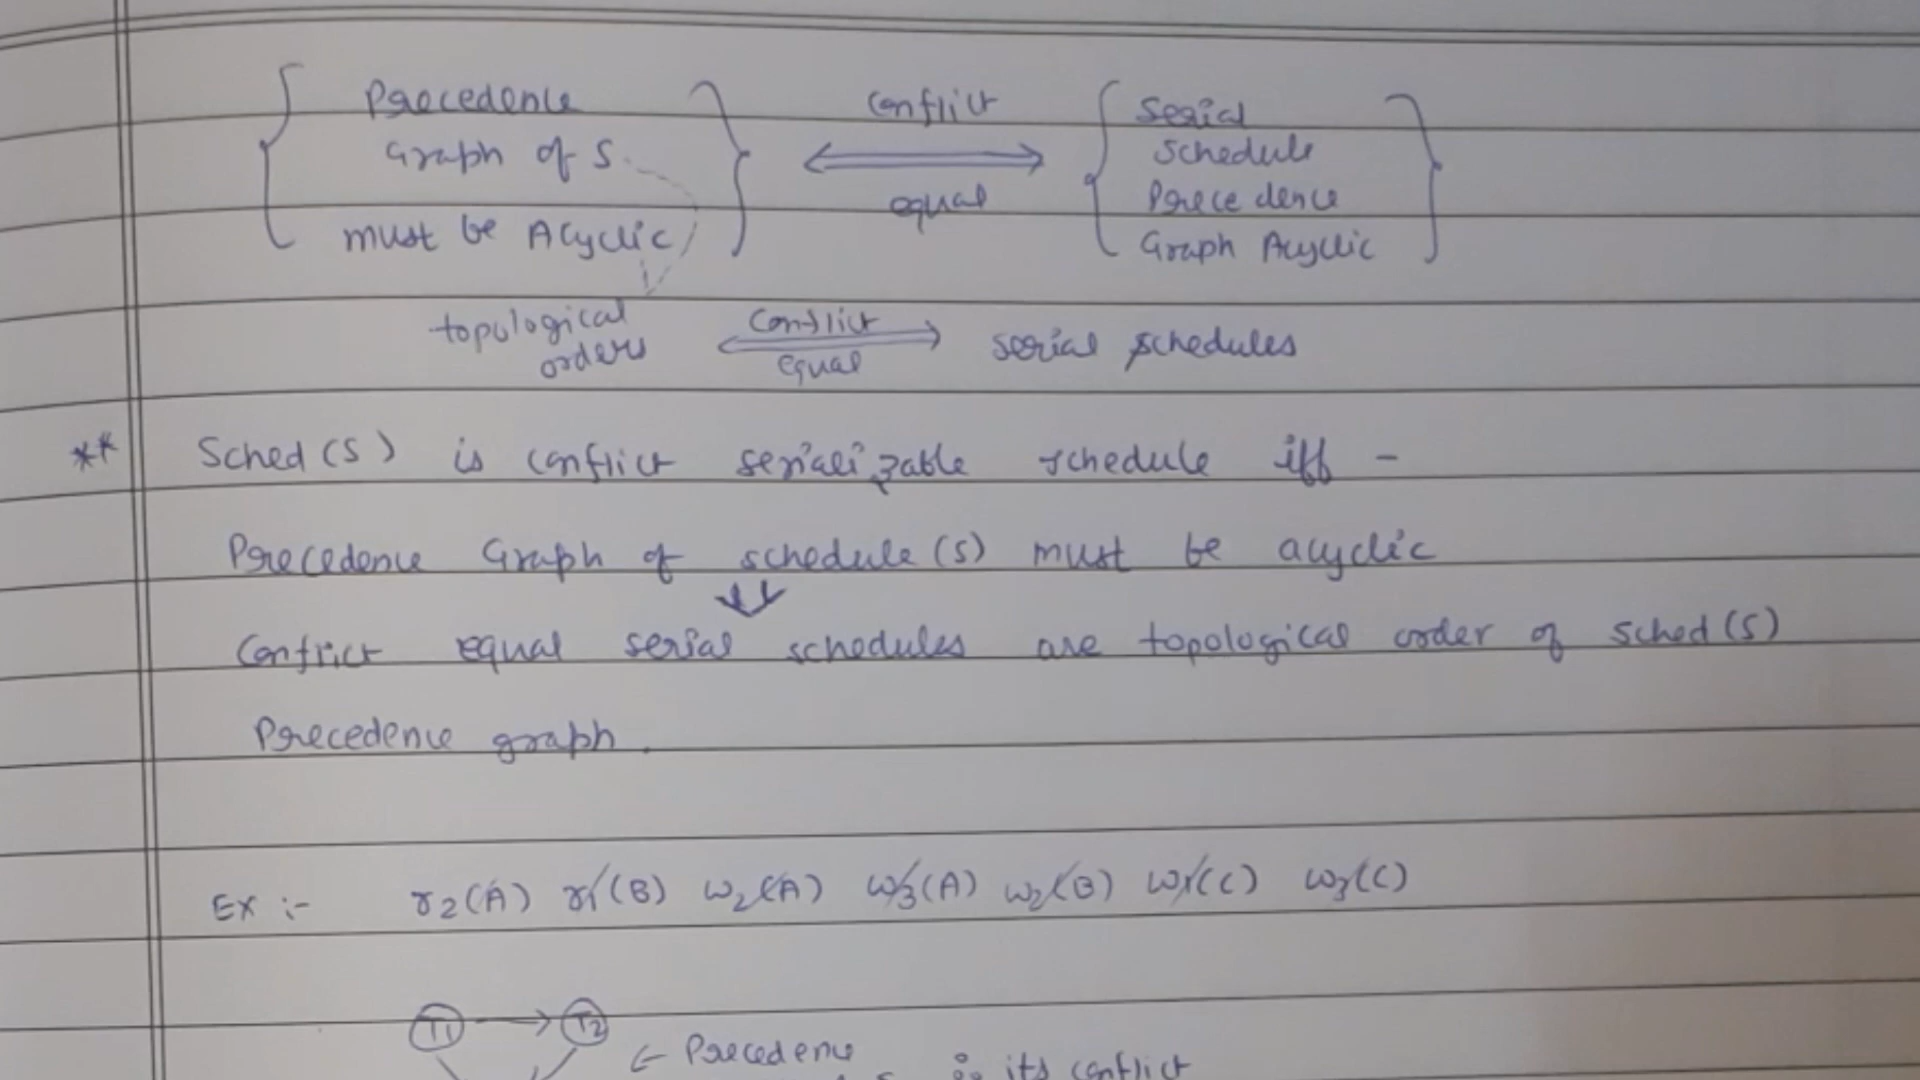 Precedence Conflict Serial
Graph of S. Schedule
equal Precedence
must be Acyclic Graph Acyclic
topological Conflict
orders equal serial schedules
** Sched (S) is conflict serializable schedule iff -
Precedence Graph of schedule (S) must be acyclic
Confrict equal serial schedules are topological order of sched (S)
Precedence graph.
Ex :- r2(A) r1(B) w2(A) w3(A) w2(B) w1(C) w3(C)
T1 T2
← Precedence
∴ its conflict